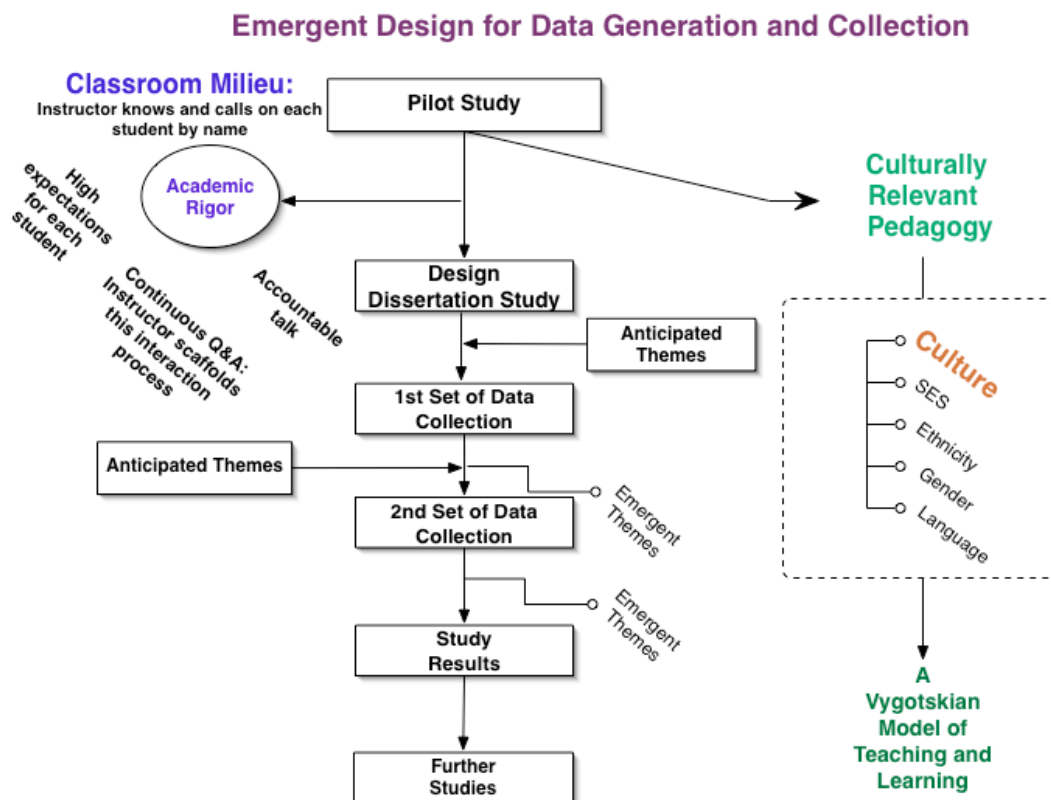 Emergent Design for Data Generation and Collection
Classroom Milieu:
Instructor knows and calls on each
student by name
Pilot Study
Academic
Rigor
High
expectations
for each
student
Continuous Q&A:
Instructor scaffolds
this interaction
process
Accountable
talk
Culturally
Relevant
Pedagogy
Design
Dissertation Study
Anticipated
Themes
1st Set of Data
Collection
Anticipated Themes
Emergent
Themes
2nd Set of Data
Collection
Emergent
Themes
Study
Results
Further
Studies
Culture
SES
Ethnicity
Gender
Language
A
Vygotskian
Model of
Teaching and
Learning